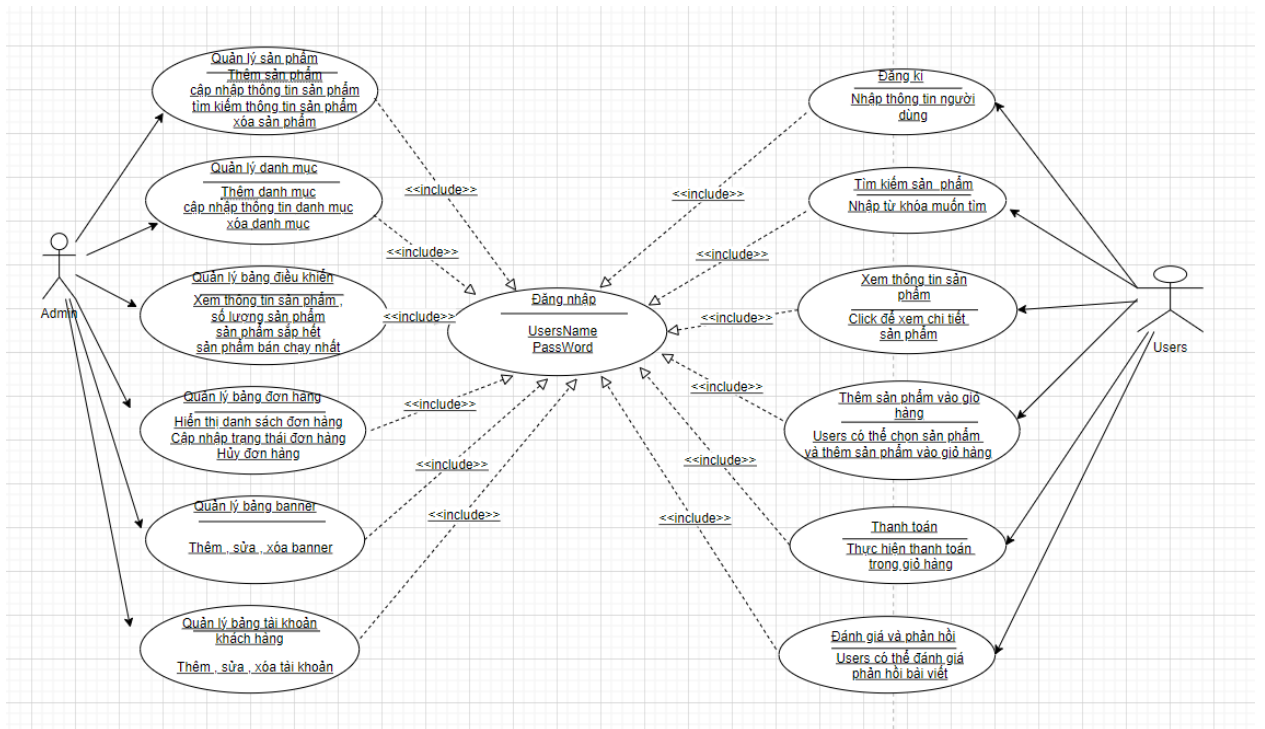 Quản lý sản phẩm
Thêm sản phẩm
cập nhập thông tin sản phẩm
tìm kiếm thông tin sản phẩm
xóa sản phẩm
Quản lý danh mục
Thêm danh mục
cập nhập thông tin danh mục
xóa danh mục
Quản lý bảng điều khiển
Xem thông tin sản phẩm ,
số lượng sản phẩm
sản phẩm sắp hết
sản phẩm bán chạy nhất
Quản lý bảng đơn hàng
Hiển thị danh sách đơn hàng
Cập nhập trạng thái đơn hàng
Hủy đơn hàng
Quản lý bảng banner
Thêm , sửa , xóa banner
Quản lý bảng tài khoản
khách hàng
Thêm , sửa , xóa tài khoản
Admin
<<include>>
<<include>>
<<include>>
<<include>>
<<include>>
<<include>>
Đăng nhập
UsersName
PassWord
<<include>>
<<include>>
<<include>>
<<include>>
<<include>>
<<include>>
Đăng kí
Nhập thông tin người
dùng
Tìm kiếm sản phẩm
Nhập từ khóa muốn tìm
Xem thông tin sản
phẩm
Click để xem chi tiết
sản phẩm
Thêm sản phẩm vào giỏ
hàng
Users có thể chọn sản phẩm
và thêm sản phẩm vào giỏ hàng
Thanh toán
Thực hiện thanh toán
trong giỏ hàng
Đánh giá và phản hồi
Users có thể đánh giá
phản hồi bài viết
Users